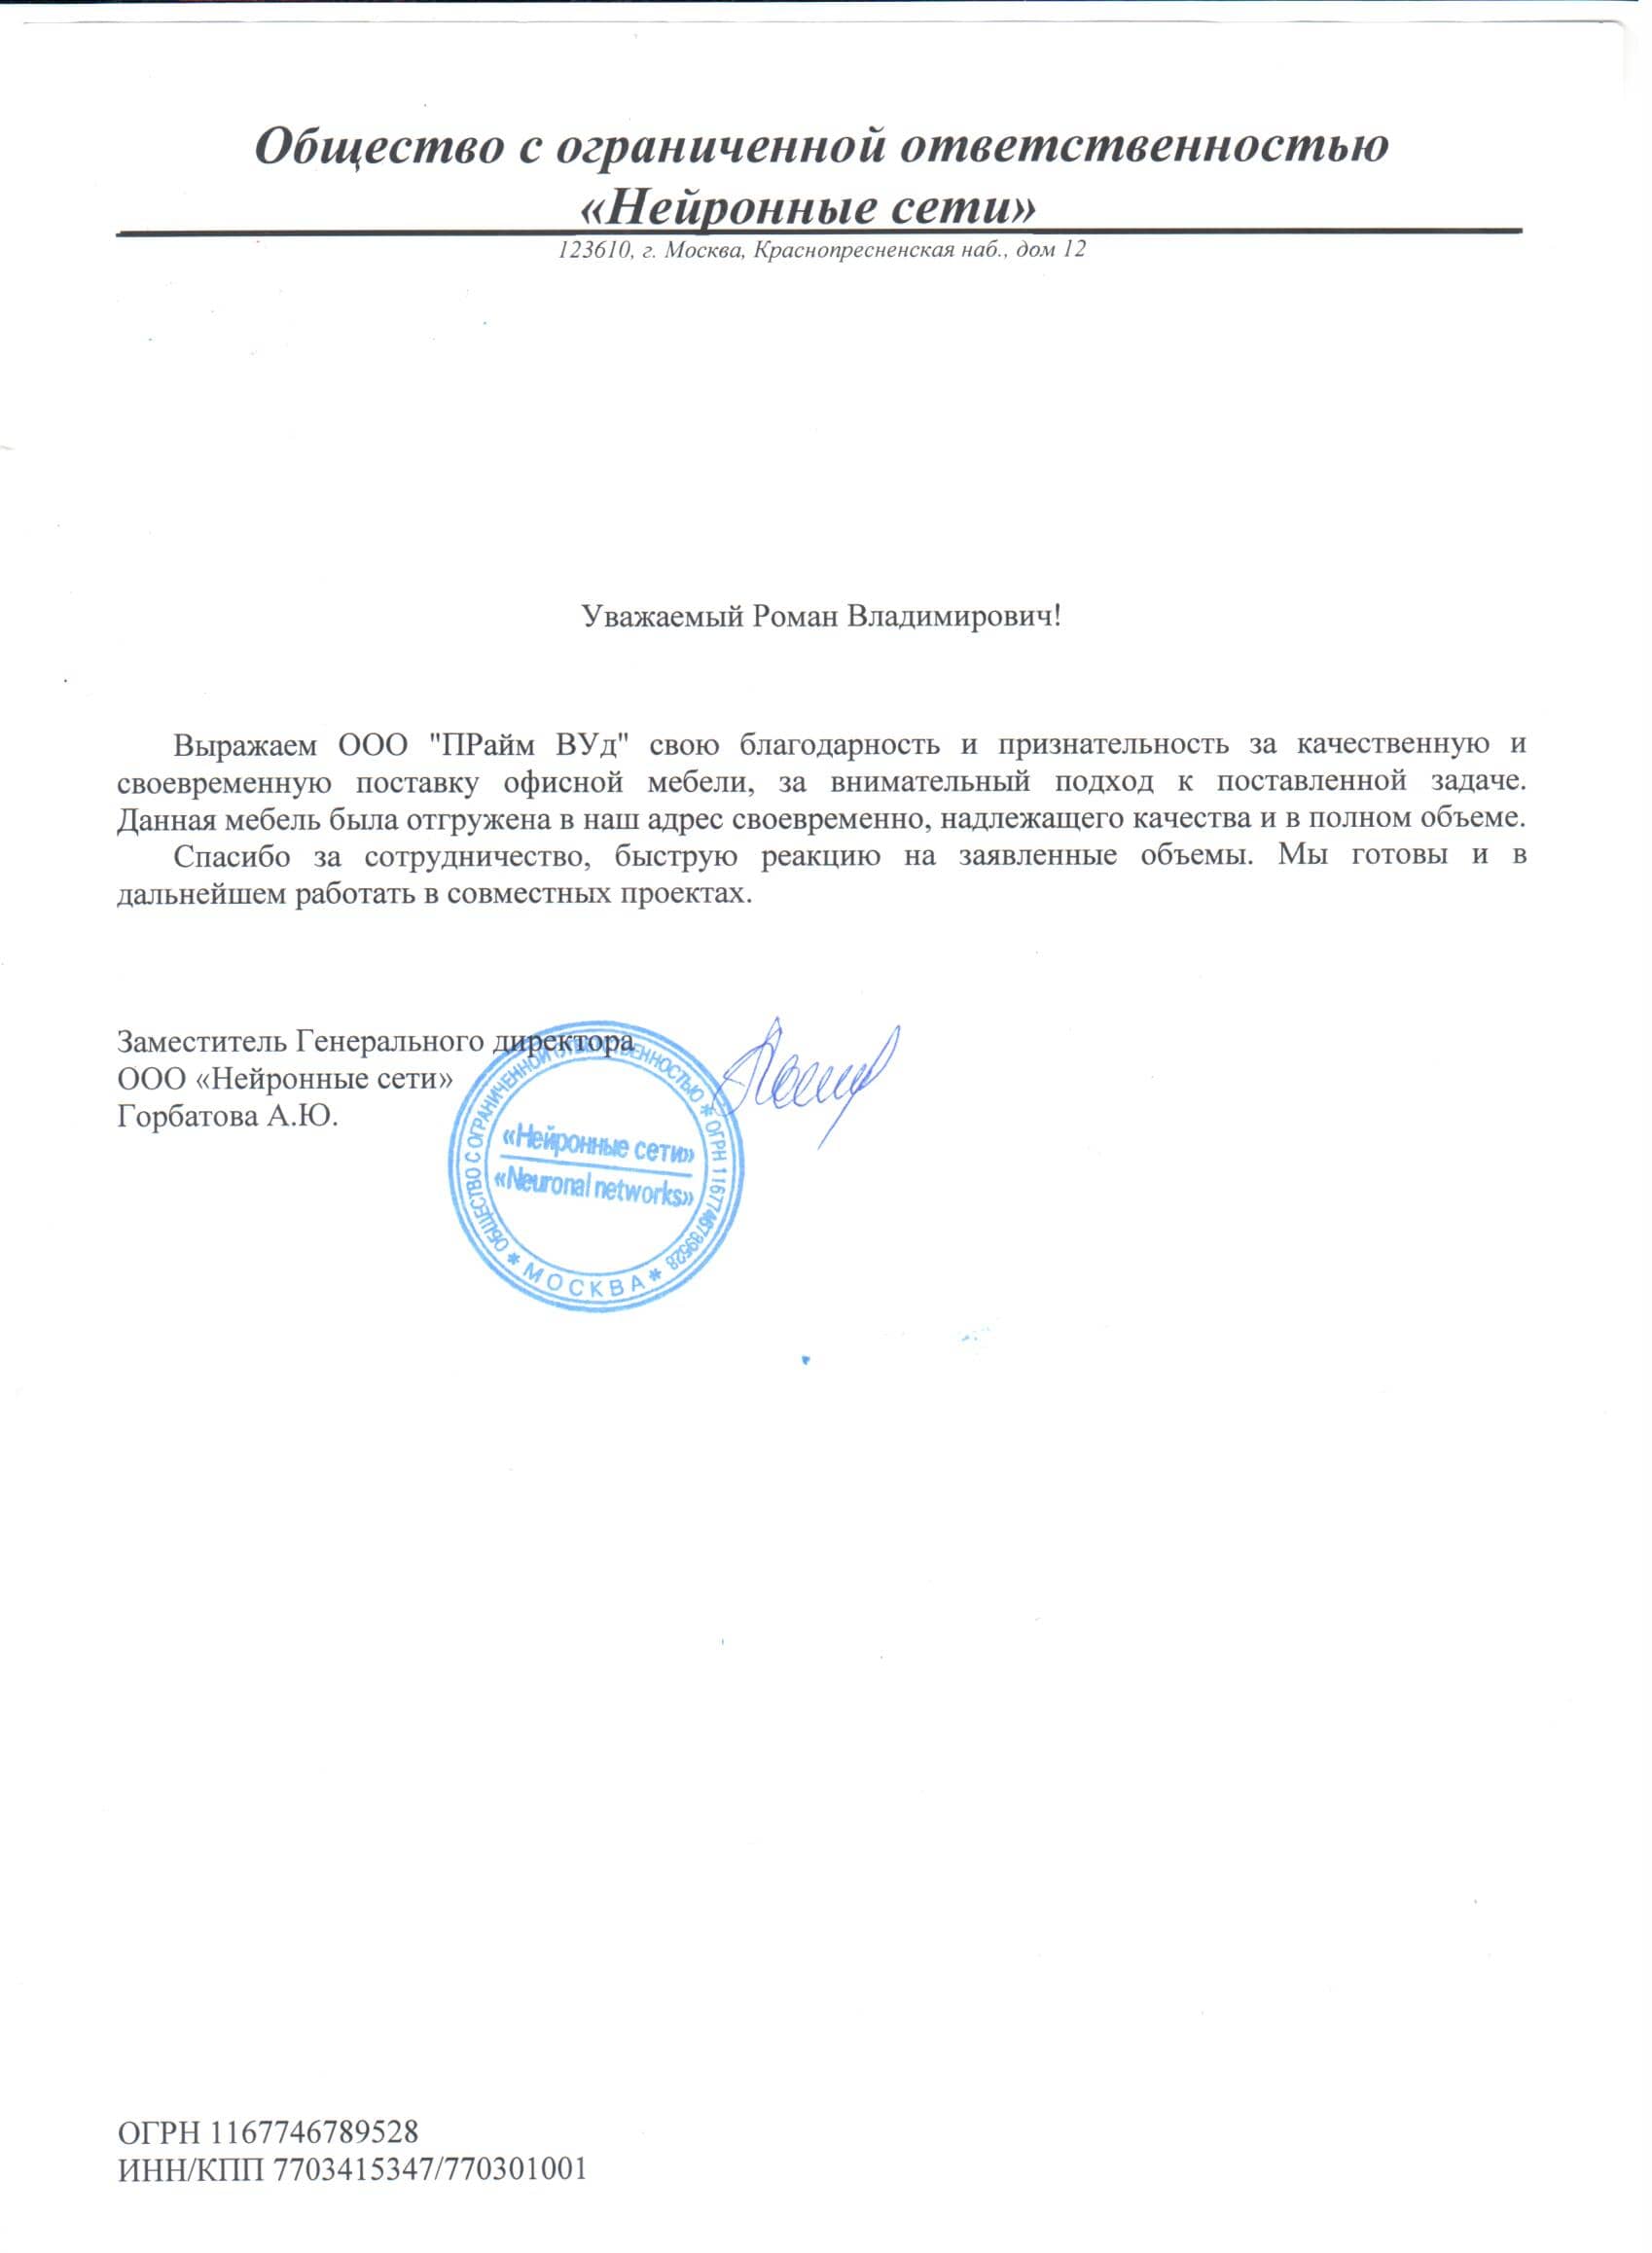 Общество с ограниченной ответственностью
«Нейронные сети»
123610, г. Москва, Краснопресненская наб., дом 12
Уважаемый Роман Владимирович!
Выражаем ООО "ПРайм ВУд" свою благодарность и признательность за качественную и
своевременную поставку офисной мебели, за внимательный подход к поставленной задаче.
Данная мебель была отгружена в наш адрес своевременно, надлежащего качества и в полном объеме.
Спасибо за сотрудничество, быструю реакцию на заявленные объемы. Мы готовы и в
дальнейшем работать в совместных проектах.
Заместитель Генерального директора
ООО «Нейронные сети»
Горбатова А.Ю.
ОБЩЕСТВО С ОГРАНИЧЕННОЙ ОТВЕТСТВЕННОСТЬЮ * ОГРН 1167746789528
«Нейронные сети»
«Neuronal networks»
* МОСКВА *
ОГРН 1167746789528
ИНН/КПП 7703415347/770301001